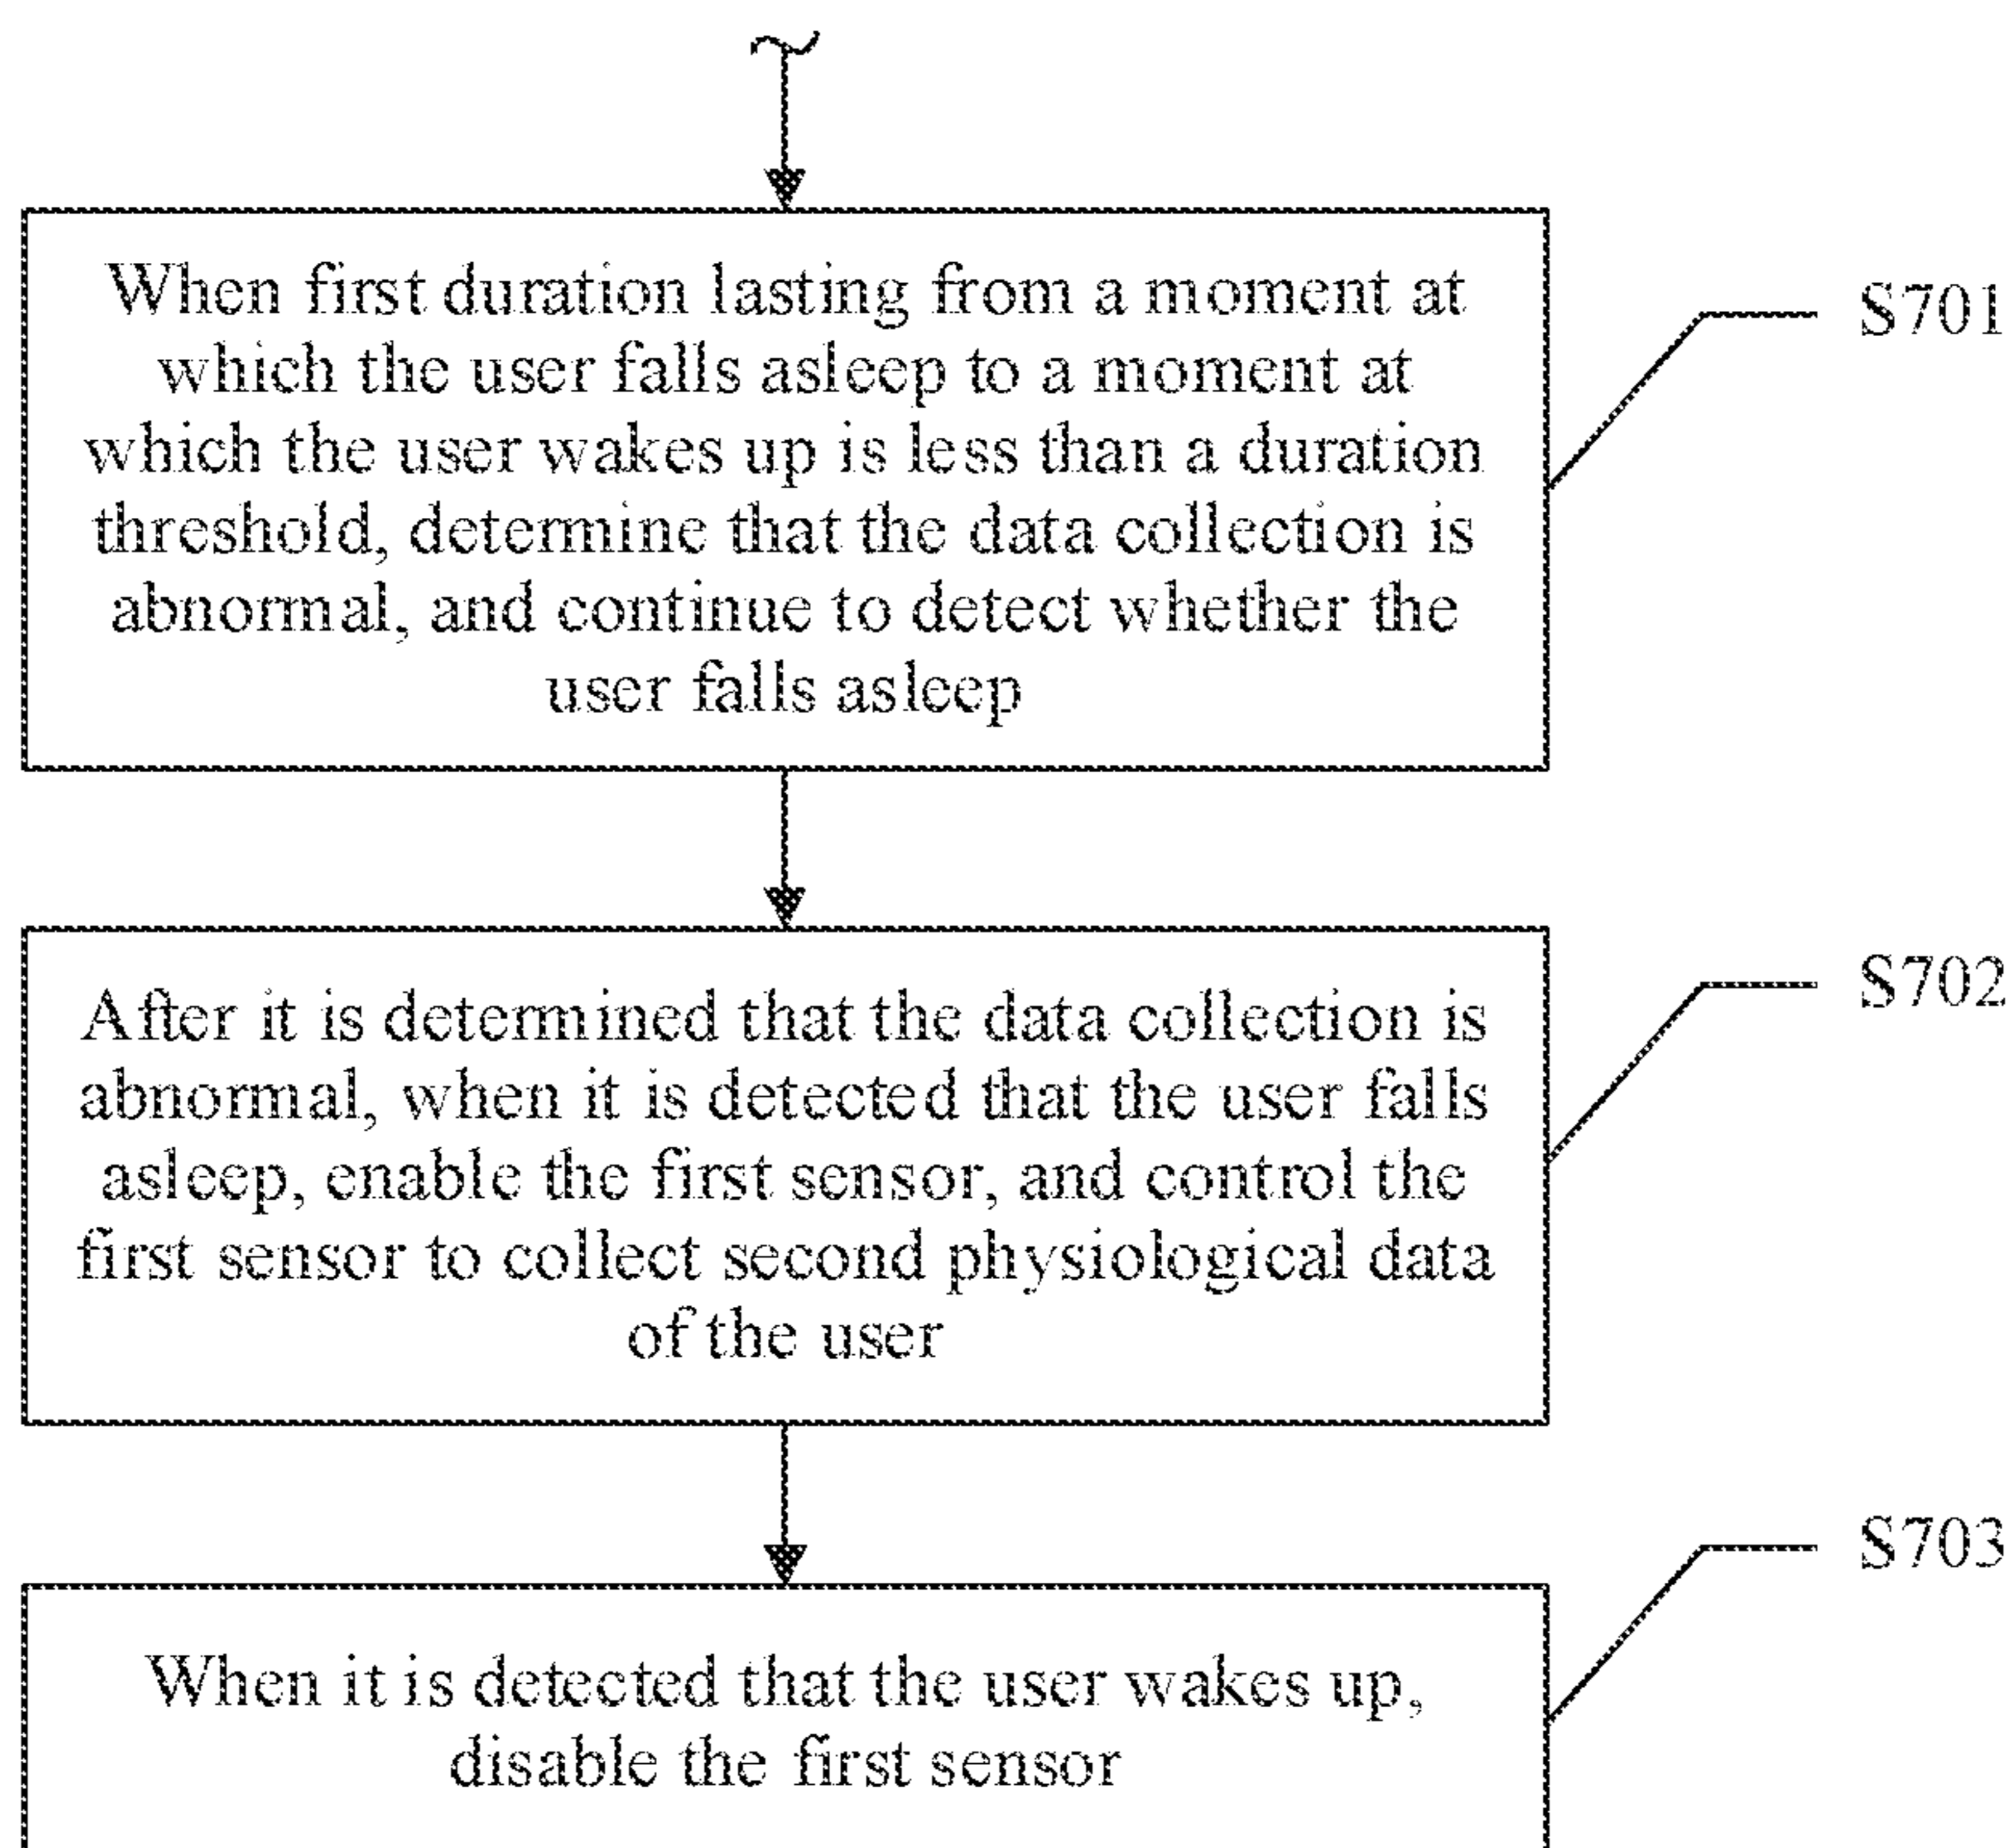 When first duration lasting from a moment at
which the user falls asleep to a moment at
which the user wakes up is less than a duration
threshold, determine that the data collection is
abnormal, and continue to detect whether the
user falls asleep
S701
After it is determined that the data collection is
abnormal, when it is detected that the user falls
asleep, enable the first sensor, and control the
first sensor to collect second physiological data
of the user
S702
When it is detected that the user wakes up,
disable the first sensor
S703